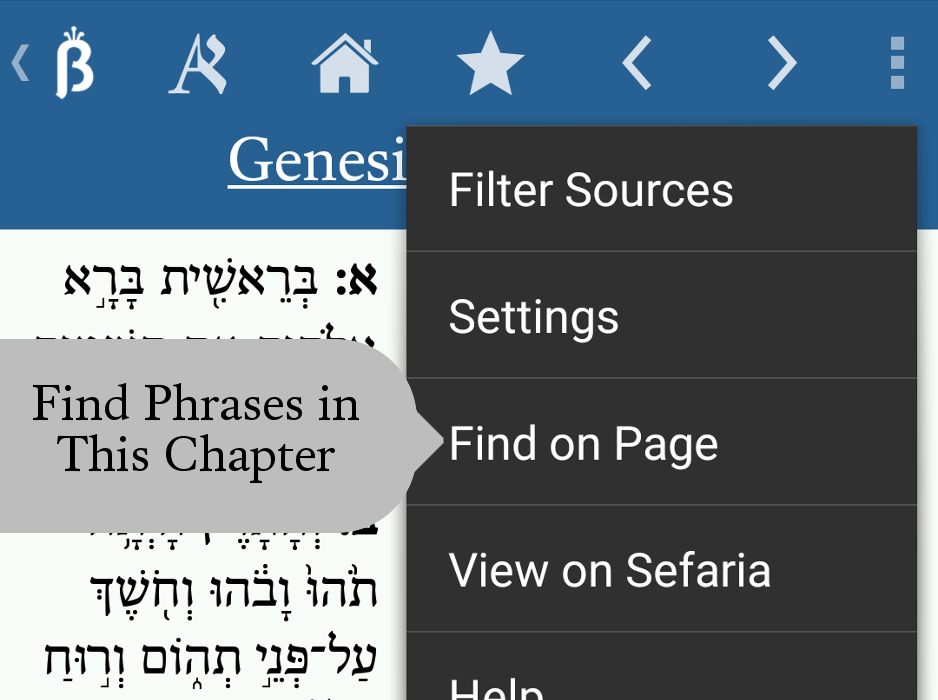 Genesi
Filter Sources
Settings
Find on Page
View on Sefaria
Help
א: בְּרֵאשִׁ֖ית בָּרָ֣א
Find Phrases in
This Chapter
תֹ֙הוּ֙ וָבֹ֔הוּ וְחֹ֖שֶׁךְ
עַל־פְּנֵ֣י תְה֑וֹם וְר֣וּחַ